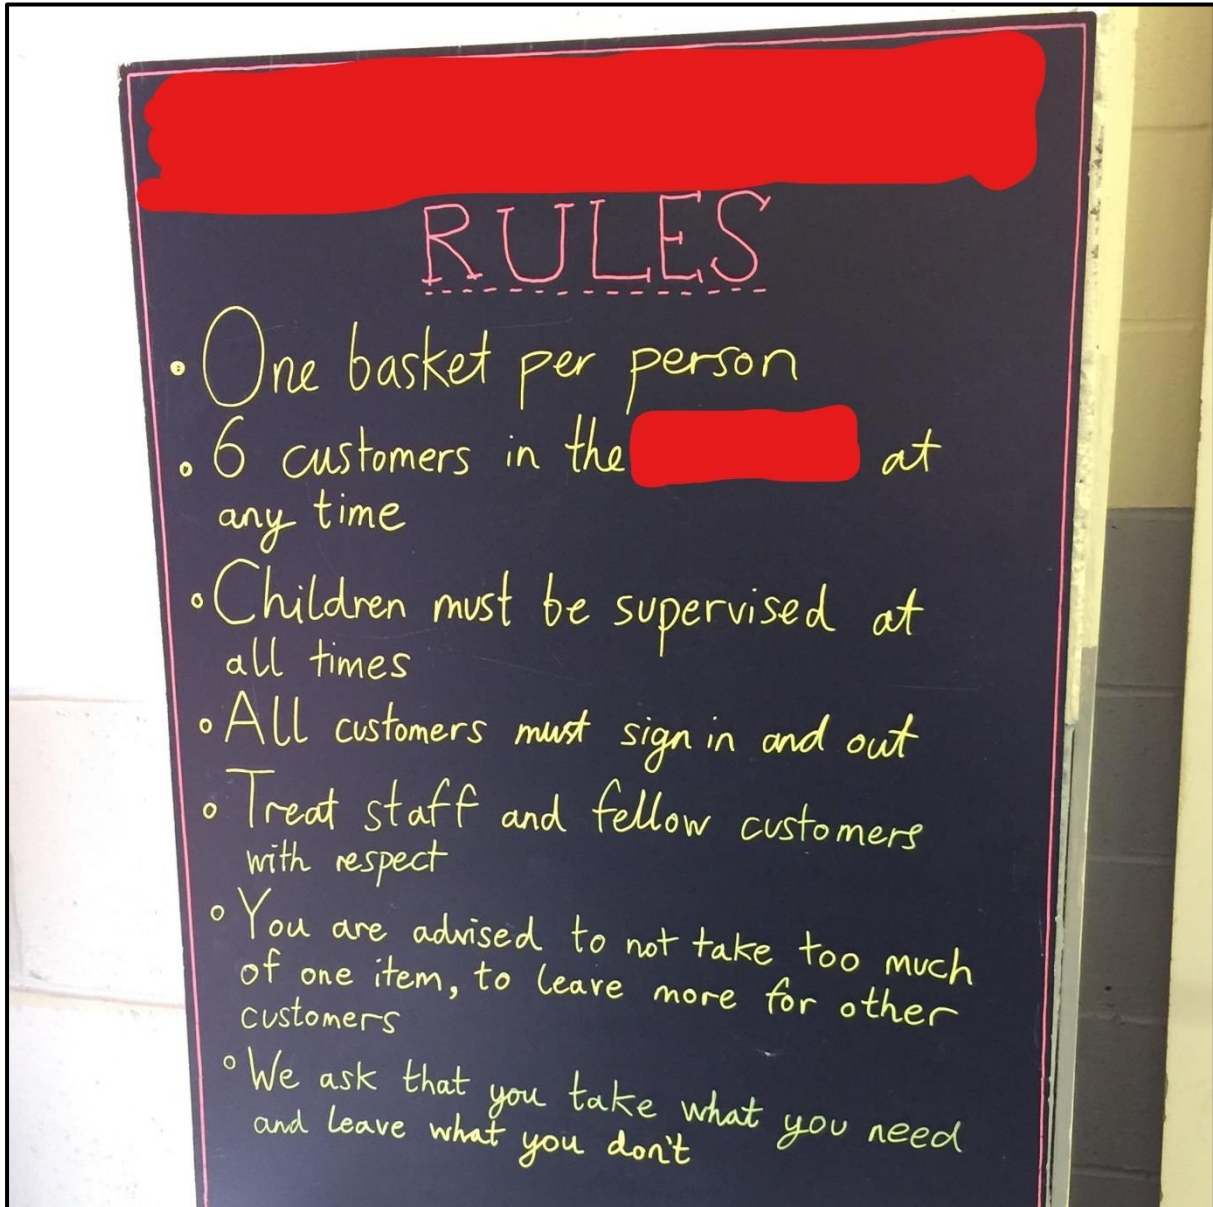 RULES
• One basket per person
• 6 customers in the at
any time
• Children must be supervised at
all times
• All customers must sign in and out
• Treat staff and fellow customers
with respect
• You are advised to not take too much
of one item, to leave more for other
customers
• We ask that you take what you need
and leave what you don't